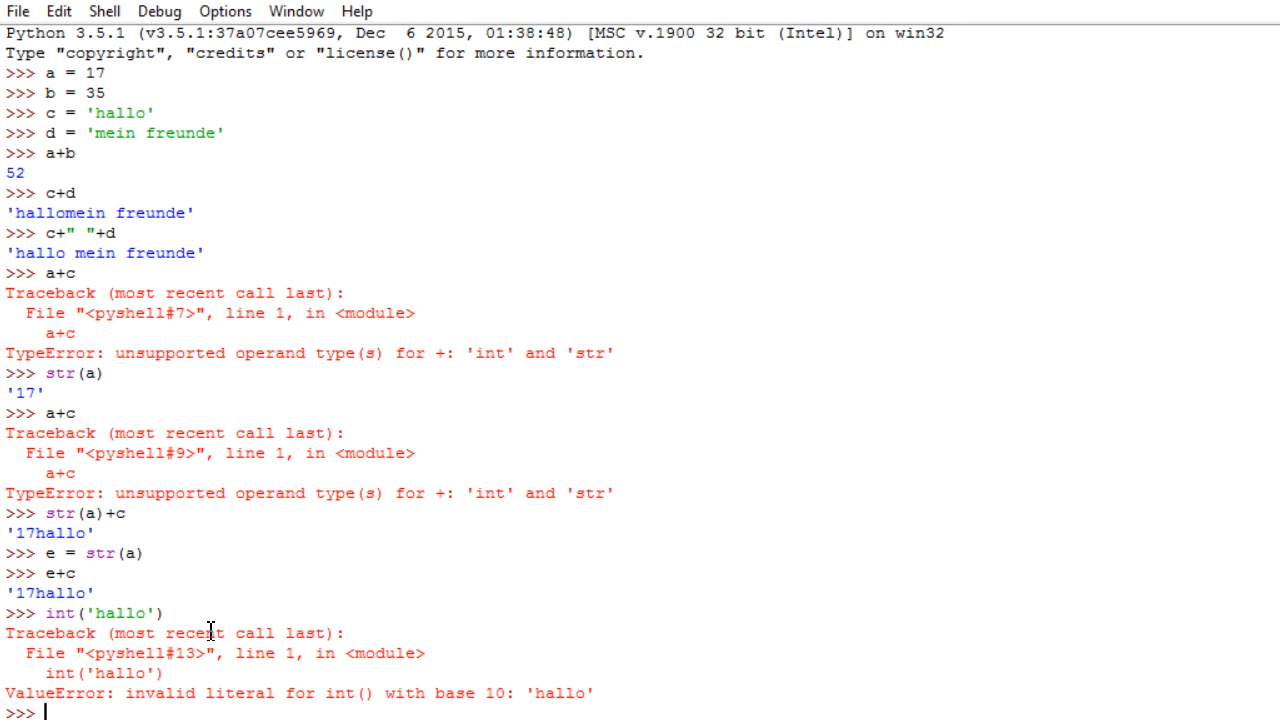 File Edit Shell Debug Options Window Help
Python 3.5.1 (v3.5.1:37a07cee5969, Dec  6 2015, 01:38:48) [MSC v.1900 32 bit (Intel)] on win32
Type "copyright", "credits" or "license()" for more information.
>>> a = 17
>>> b = 35
>>> c = 'hallo'
>>> d = 'mein freunde'
>>> a+b
52
>>> c+d
'hallomein freunde'
>>> c+" "+d
'hallo mein freunde'
>>> a+c
Traceback (most recent call last):
  File "<pyshell#7>", line 1, in <module>
    a+c
TypeError: unsupported operand type(s) for +: 'int' and 'str'
>>> str(a)
'17'
>>> a+c
Traceback (most recent call last):
  File "<pyshell#9>", line 1, in <module>
    a+c
TypeError: unsupported operand type(s) for +: 'int' and 'str'
>>> str(a)+c
'17hallo'
>>> e = str(a)
>>> e+c
'17hallo'
>>> int('hallo')
Traceback (most recent call last):
  File "<pyshell#13>", line 1, in <module>
    int('hallo')
ValueError: invalid literal for int() with base 10: 'hallo'
>>>